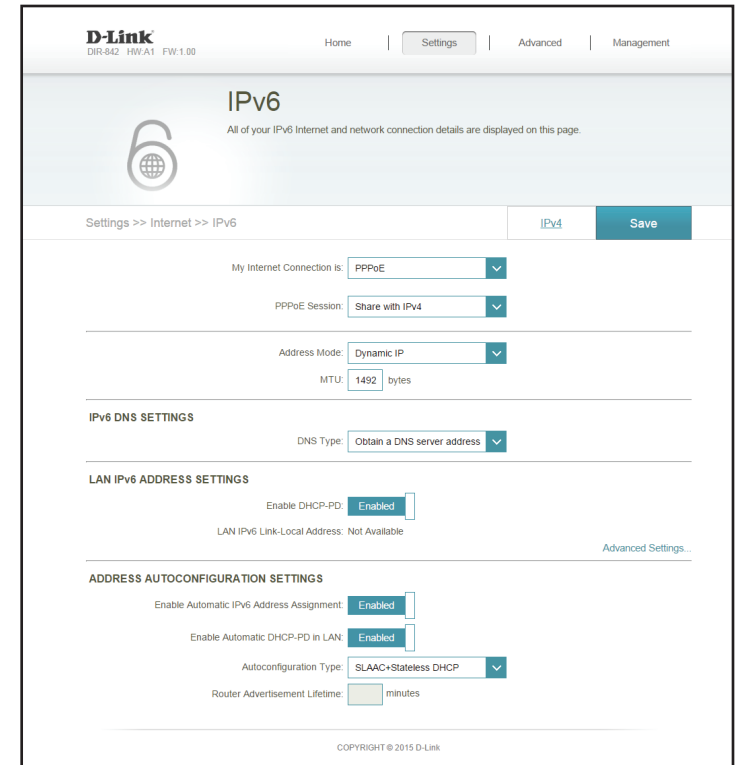 D-Link
DIR-842 HW:A1 FW:1.00
Home Settings Advanced Management
IPv6
All of your IPv6 Internet and network connection details are displayed on this page.
Settings >> Internet >> IPv6 IPv4 Save
My Internet Connection is: PPPoE
PPPoE Session: Share with IPv4
Address Mode: Dynamic IP
MTU: 1492 bytes
IPv6 DNS SETTINGS
DNS Type: Obtain a DNS server address
LAN IPv6 ADDRESS SETTINGS
Enable DHCP-PD: Enabled
LAN IPv6 Link-Local Address: Not Available
Advanced Settings...
ADDRESS AUTOCONFIGURATION SETTINGS
Enable Automatic IPv6 Address Assignment: Enabled
Enable Automatic DHCP-PD in LAN: Enabled
Autoconfiguration Type: SLAAC+Stateless DHCP
Router Advertisement Lifetime: minutes
COPYRIGHT © 2015 D-Link